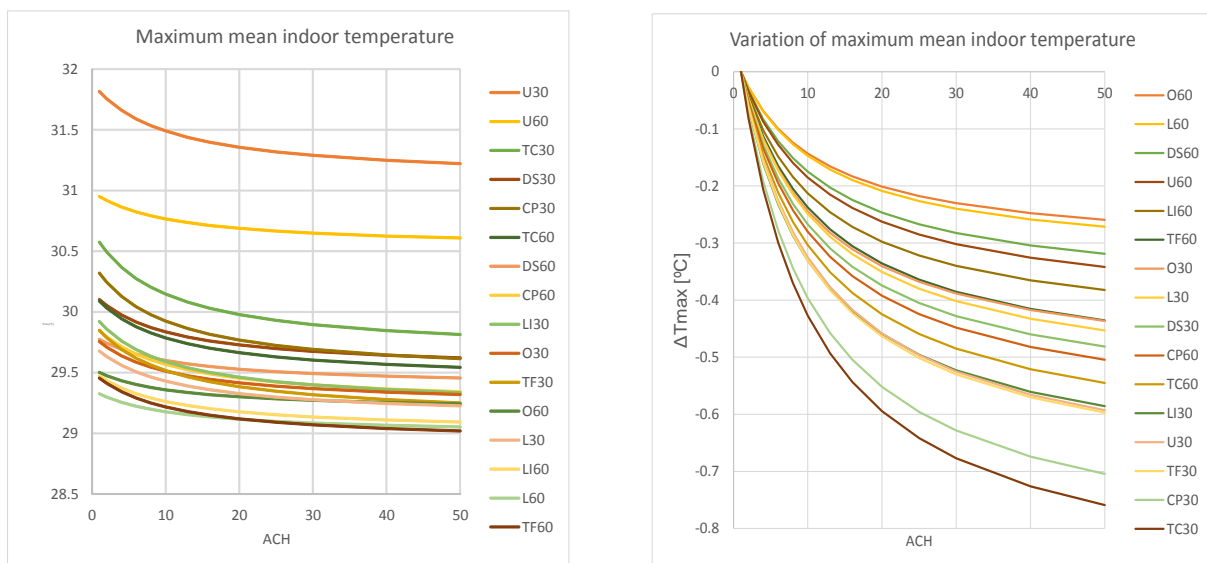 Maximum mean indoor temperature
32
31.5
31
30.5
30
29.5
29
28.5
0 10 20 30 40 50
ACH
U30
U60
TC30
DS30
CP30
TC60
DS60
CP60
LI30
O30
TF30
O60
L30
LI60
L60
TF60
Variation of maximum mean indoor temperature
0
0 10 20 30 40 50
-0.1
-0.2
-0.3
-0.4
-0.5
-0.6
-0.7
-0.8
ΔTmax [ºC]
ACH
O60
L60
DS60
U60
LI60
TF60
O30
L30
DS30
CP60
TC60
LI30
U30
TF30
CP30
TC30